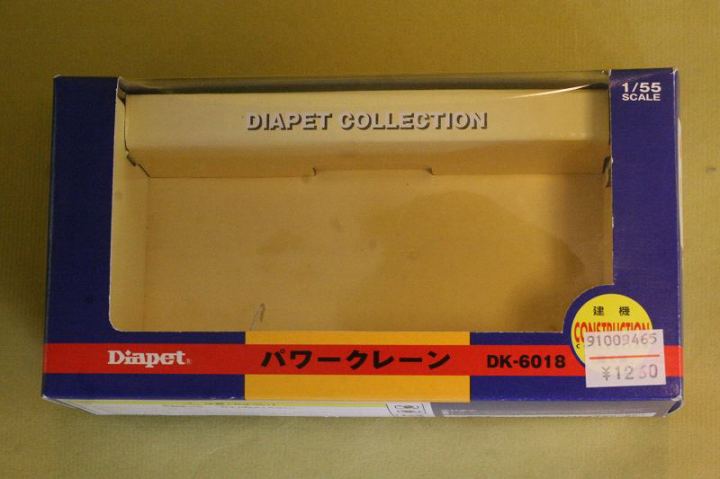 1/55
SCALE
DIAPET COLLECTION
建機
CONSTRUCTION
91009465
¥1260
Diapet®
パワークレーン
DK-6018